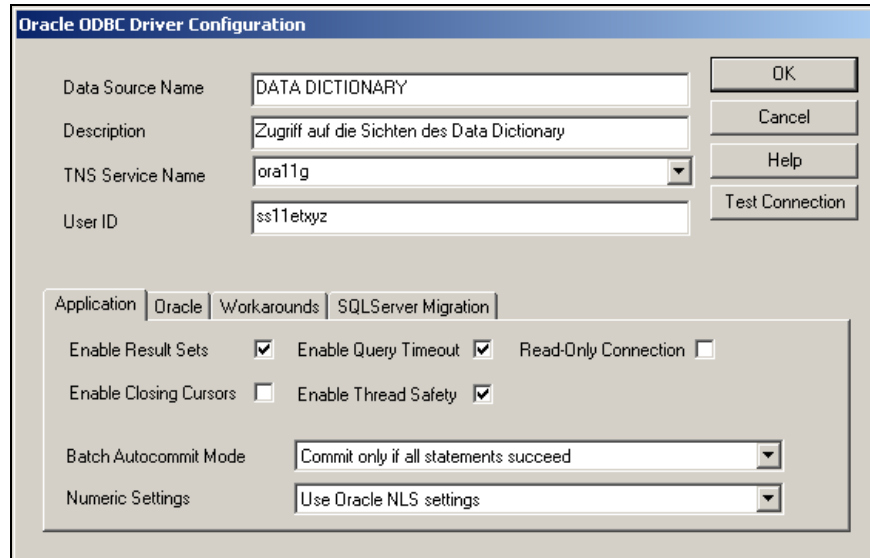 Oracle ODBC Driver Configuration
Data Source Name DATA DICTIONARY OK
Description Zugriff auf die Sichten des Data Dictionary Cancel
TNS Service Name ora11g Help
User ID ss11etxyz Test Connection
Application Oracle Workarounds SQLServer Migration
Enable Result Sets Enable Query Timeout Read-Only Connection
Enable Closing Cursors Enable Thread Safety
Batch Autocommit Mode Commit only if all statements succeed
Numeric Settings Use Oracle NLS settings